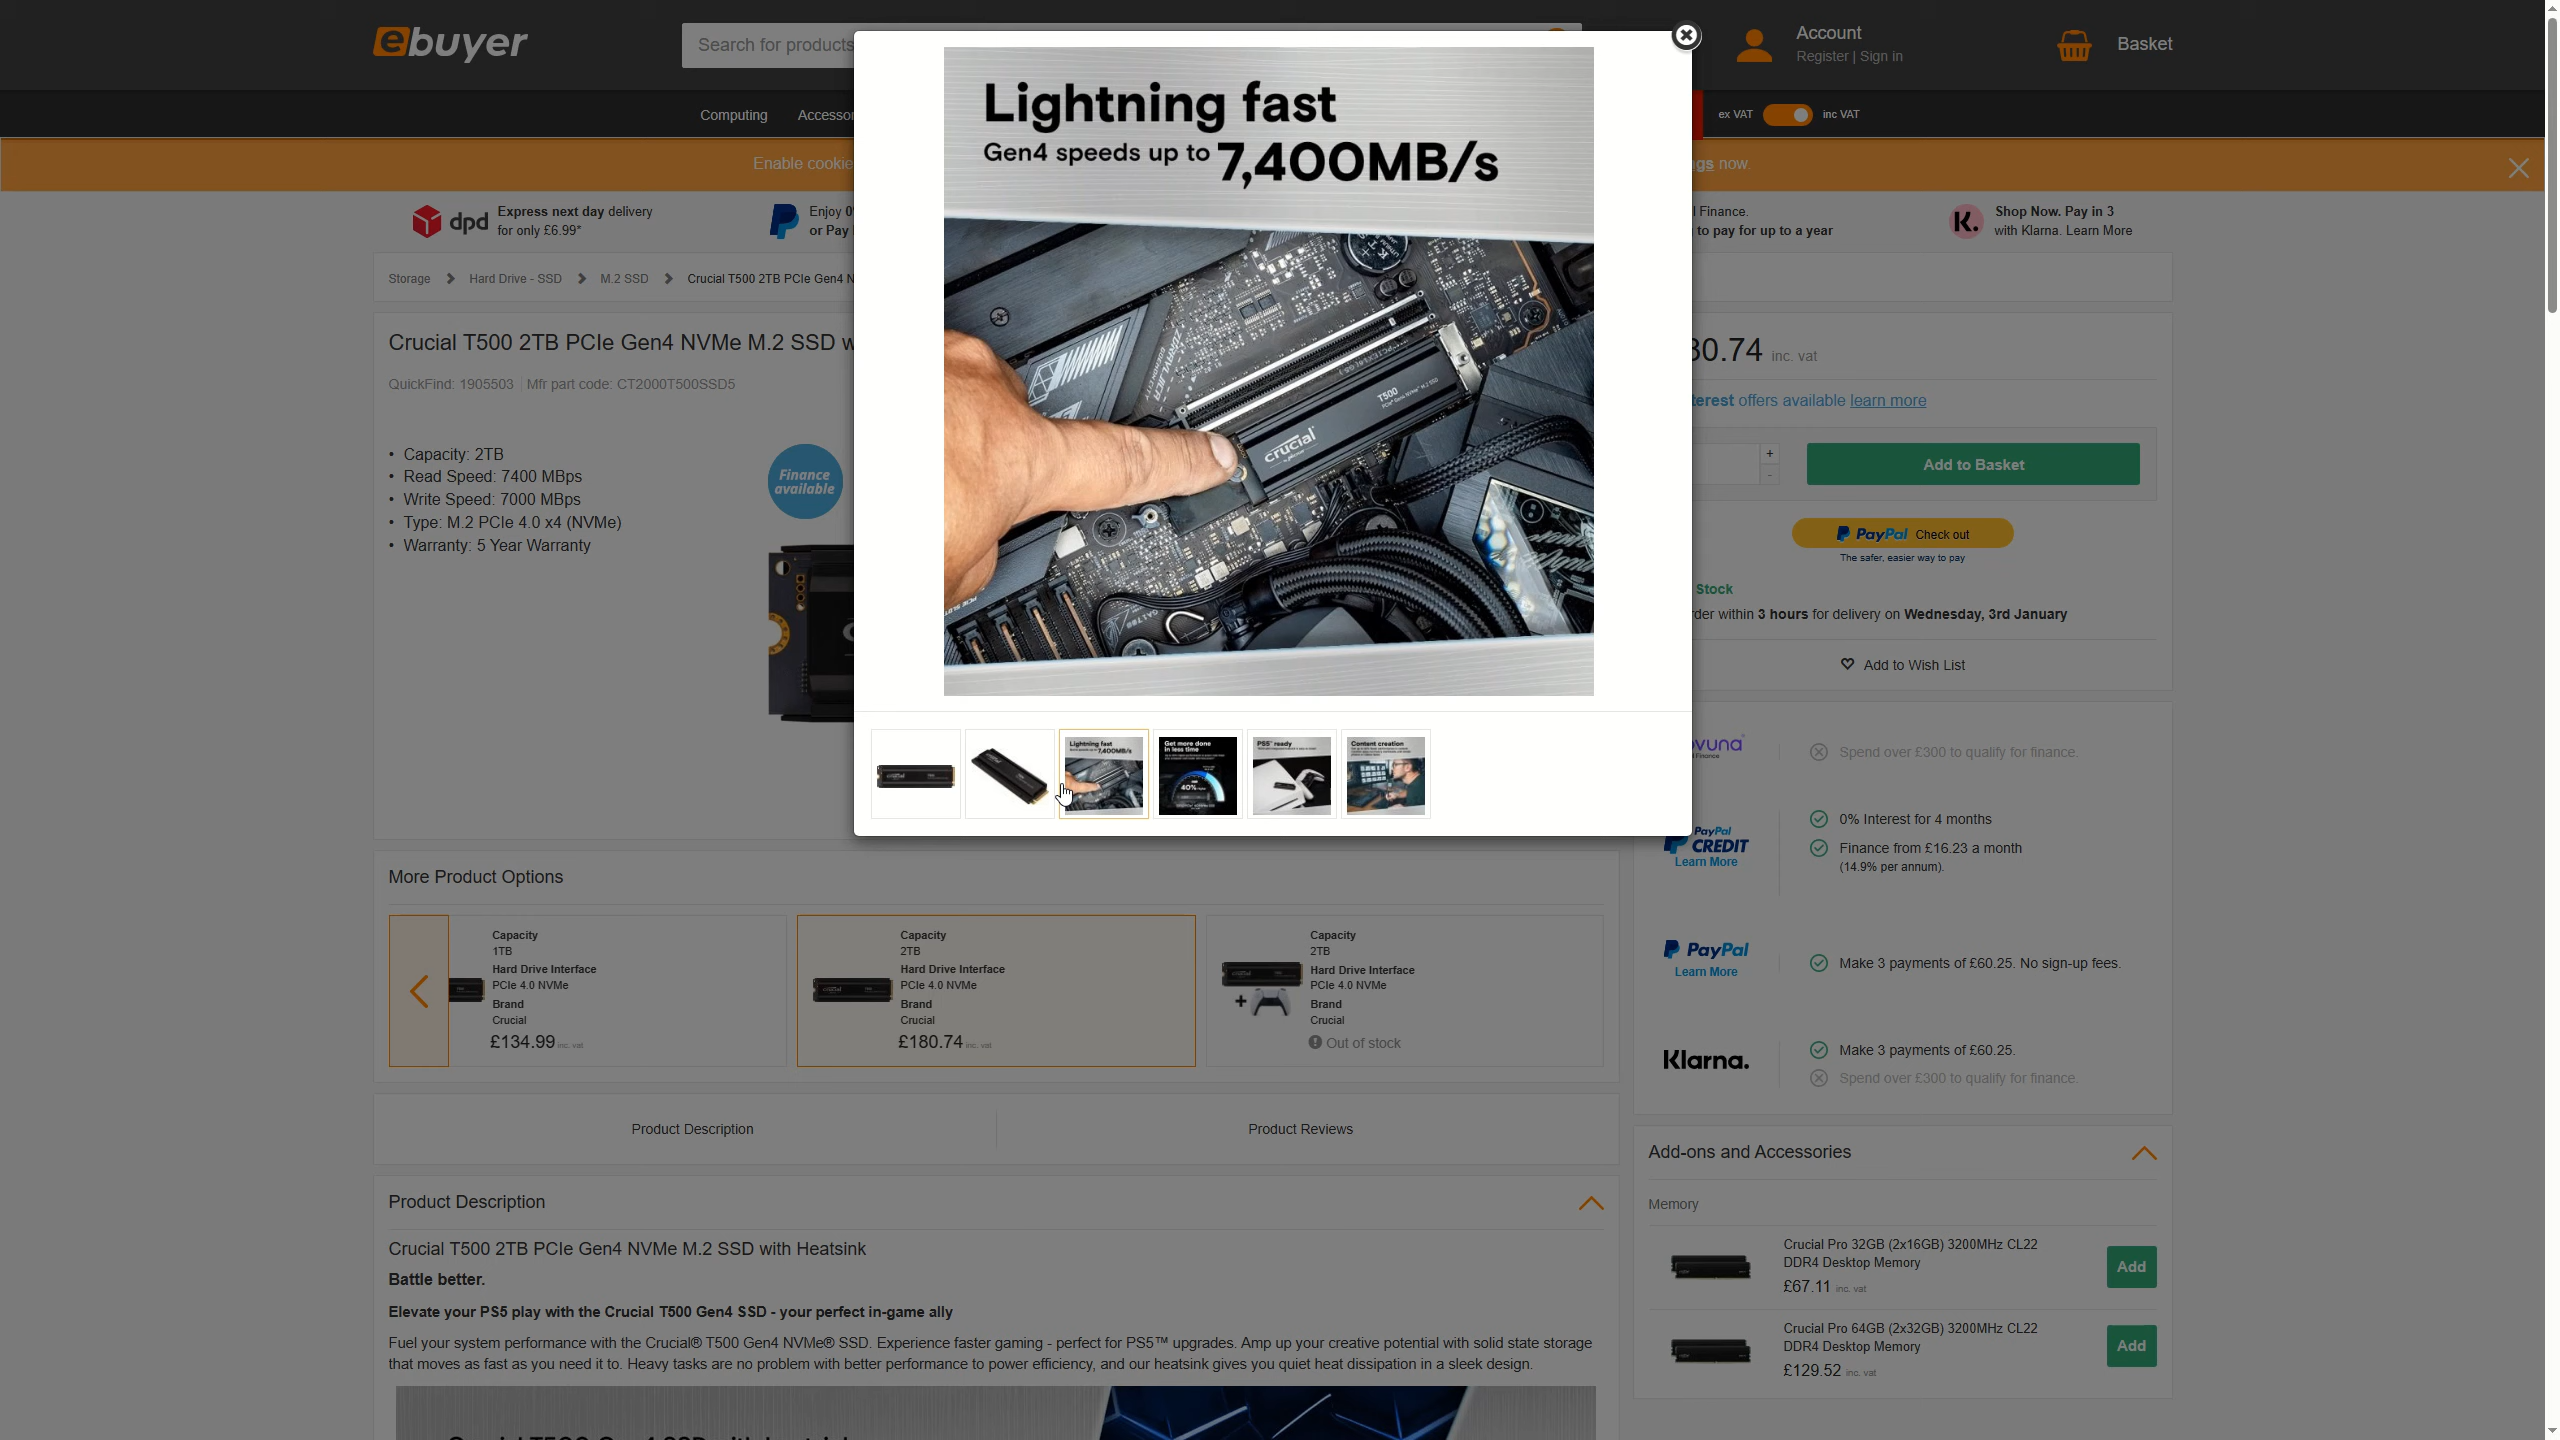 ebuyer
Search for products
Account
Register | Sign in
Basket
Computing
Accessor
ex VAT
inc VAT
Enable cookie
gs now.
dpd
Express next day delivery
for only £6.99*
Enjoy 0
or Pay
l Finance.
to pay for up to a year
K.
Shop Now. Pay in 3
with Klarna. Learn More
Storage
Hard Drive - SSD
M.2 SSD
Crucial T500 2TB PCIe Gen4 N
Lightning fast
Gen4 speeds up to 7,400MB/s
crucial
T500
Crucial T500 2TB PCIe Gen4 NVMe M.2 SSD w
QuickFind: 1905503 | Mfr part code: CT2000T500SSD5
• Capacity: 2TB
• Read Speed: 7400 MBps
• Write Speed: 7000 MBps
• Type: M.2 PCIe 4.0 x4 (NVMe)
• Warranty: 5 Year Warranty
Finance
available
30.74 inc. vat
terest offers available learn more
+
-
Add to Basket
PayPal Check out
The safer, easier way to pay
Stock
rder within 3 hours for delivery on Wednesday, 3rd January
Add to Wish List
Lightning fast
7,400MB/s
Get more done
in less time
40%
PS5 ready
Content creation
vuna
Finance
Spend over £300 to qualify for finance.
PayPal
CREDIT
Learn More
0% Interest for 4 months
Finance from £16.23 a month
(14.9% per annum).
PayPal
Learn More
Make 3 payments of £60.25. No sign-up fees.
Klarna.
Make 3 payments of £60.25.
Spend over £300 to qualify for finance.
More Product Options
Capacity
1TB
Hard Drive Interface
PCIe 4.0 NVMe
Brand
Crucial
£134.99 inc. vat
Capacity
2TB
Hard Drive Interface
PCIe 4.0 NVMe
Brand
Crucial
£180.74 inc. vat
Capacity
2TB
Hard Drive Interface
PCIe 4.0 NVMe
Brand
Crucial
Out of stock
Product Description
Product Reviews
Product Description
Crucial T500 2TB PCIe Gen4 NVMe M.2 SSD with Heatsink
Battle better.
Elevate your PS5 play with the Crucial T500 Gen4 SSD - your perfect in-game ally
Fuel your system performance with the Crucial® T500 Gen4 NVMe® SSD. Experience faster gaming - perfect for PS5™ upgrades. Amp up your creative potential with solid state storage
that moves as fast as you need it to. Heavy tasks are no problem with better performance to power efficiency, and our heatsink gives you quiet heat dissipation in a sleek design.
Add-ons and Accessories
Memory
Crucial Pro 32GB (2x16GB) 3200MHz CL22
DDR4 Desktop Memory
£67.11 inc. vat
Add
Crucial Pro 64GB (2x32GB) 3200MHz CL22
DDR4 Desktop Memory
£129.52 inc. vat
Add